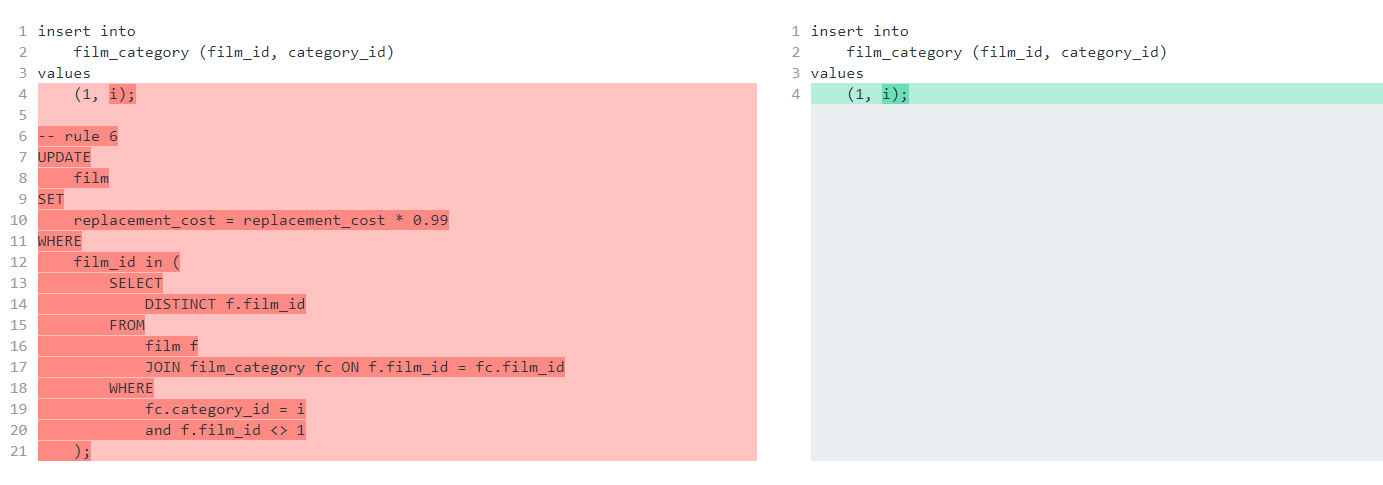 1 insert into
2     film_category (film_id, category_id)
3 values
4     (1, i);
5
6 -- rule 6
7 UPDATE
8     film
9 SET
10     replacement_cost = replacement_cost * 0.99
11 WHERE
12     film_id in (
13         SELECT
14             DISTINCT f.film_id
15         FROM
16             film f
17             JOIN film_category fc ON f.film_id = fc.film_id
18         WHERE
19             fc.category_id = i
20             and f.film_id <> 1
21     );
1 insert into
2     film_category (film_id, category_id)
3 values
4     (1, i);